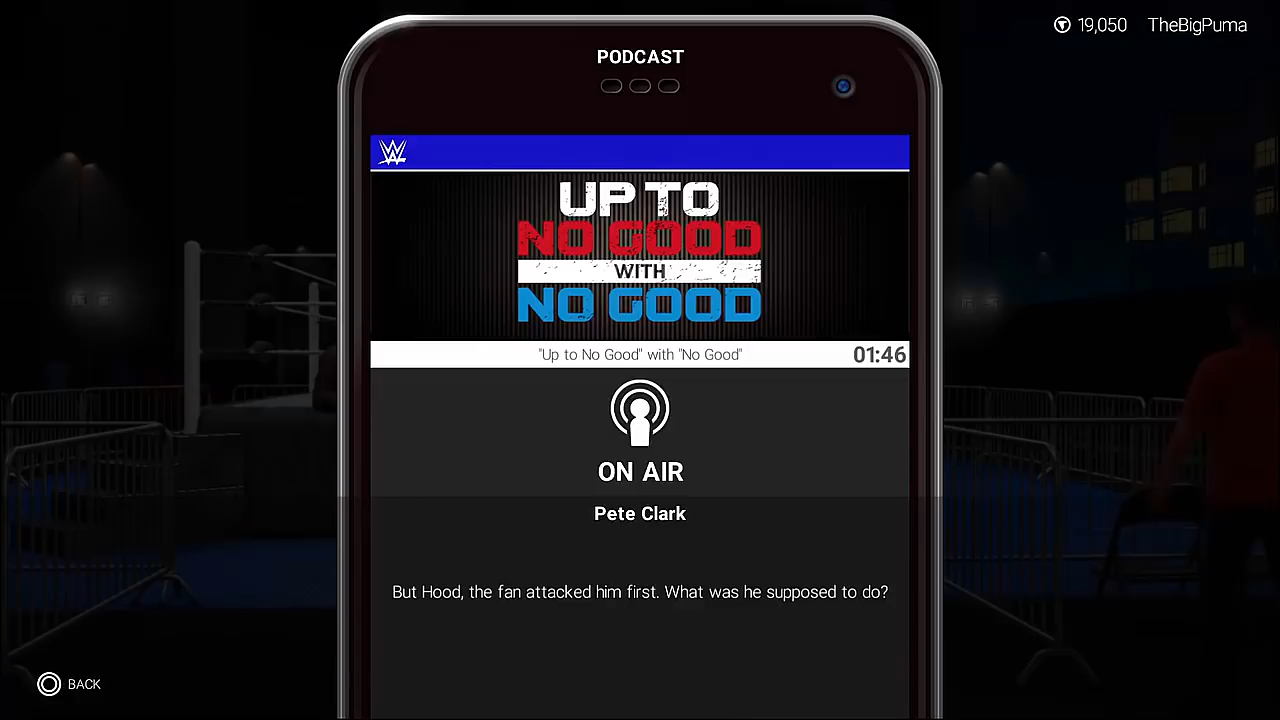 19,050 TheBigPuma
PODCAST
W
UP TO
NO GOOD
WITH
NO GOOD
"Up to No Good" with "No Good" 01:46
ON AIR
Pete Clark
But Hood, the fan attacked him first. What was he supposed to do?
BACK